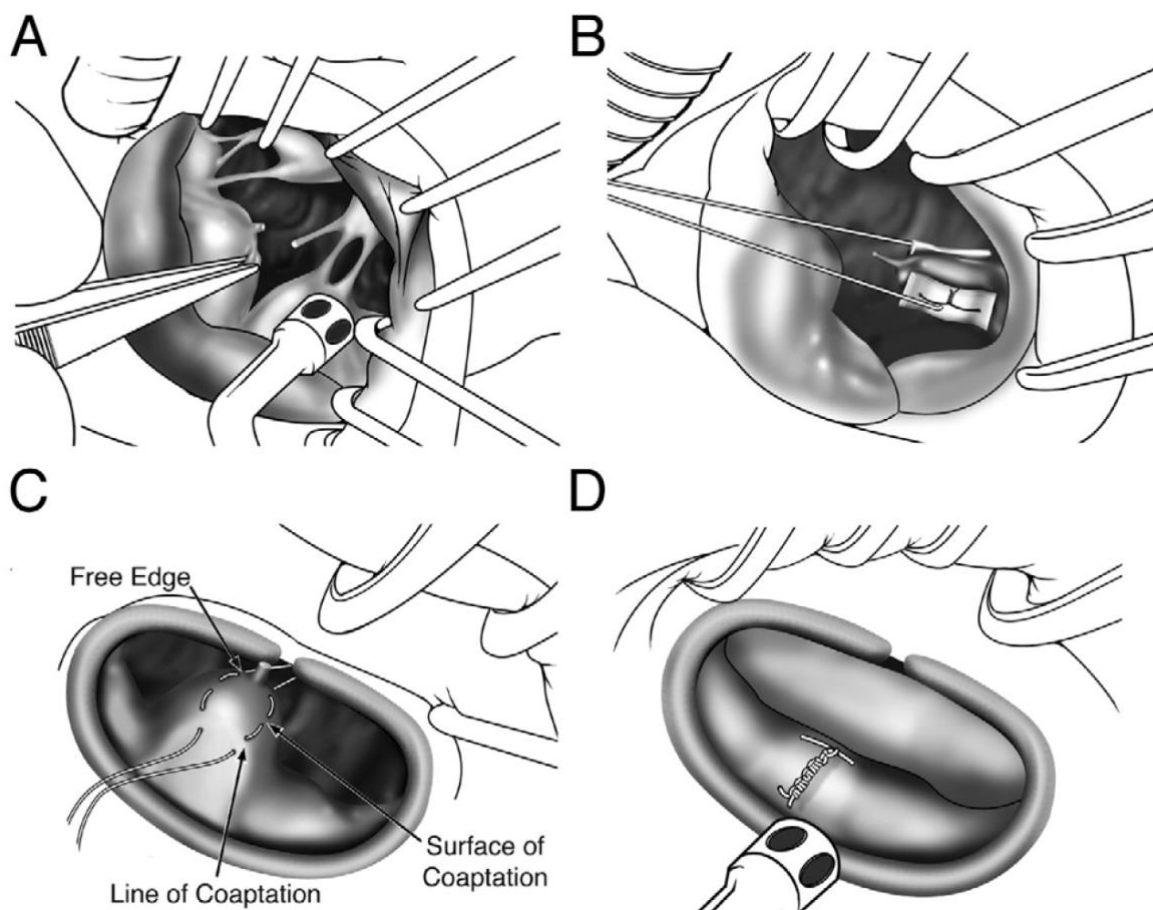 A
B
C
D
Free Edge
Surface of
Coaptation
Line of Coaptation